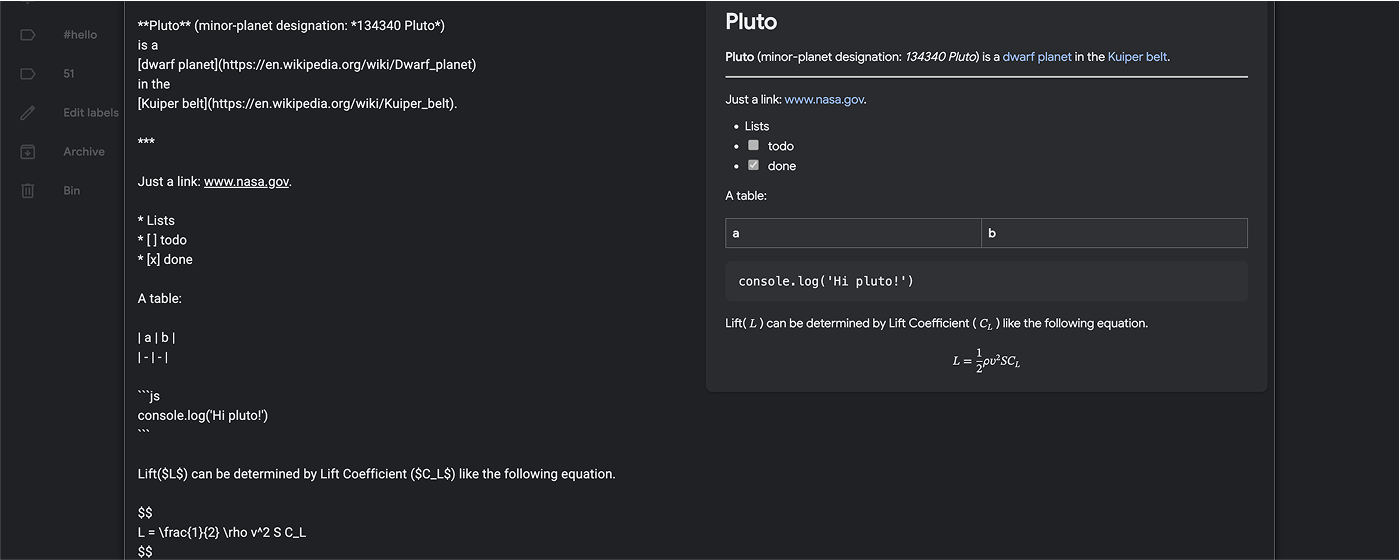 #hello
51
Edit labels
Archive
Bin
**Pluto** (minor-planet designation: *134340 Pluto*)
is a
[dwarf planet](https://en.wikipedia.org/wiki/Dwarf_planet)
in the
[Kuiper belt](https://en.wikipedia.org/wiki/Kuiper_belt).
***
Just a link: www.nasa.gov.
* Lists
* [ ] todo
* [x] done
A table:
| a | b |
| - | - |
```js
console.log('Hi pluto!')
```
Lift($L$) can be determined by Lift Coefficient ($C_L$) like the following equation.
$$
L = \frac{1}{2} \rho v^2 S C_L
$$
Pluto
Pluto (minor-planet designation: 134340 Pluto) is a dwarf planet in the Kuiper belt.
Just a link: www.nasa.gov.
• Lists
• todo
• done
A table:
a b
console.log('Hi pluto!')
Lift( L ) can be determined by Lift Coefficient ( C_L ) like the following equation.
L = 1/2 ρυ²SC_L